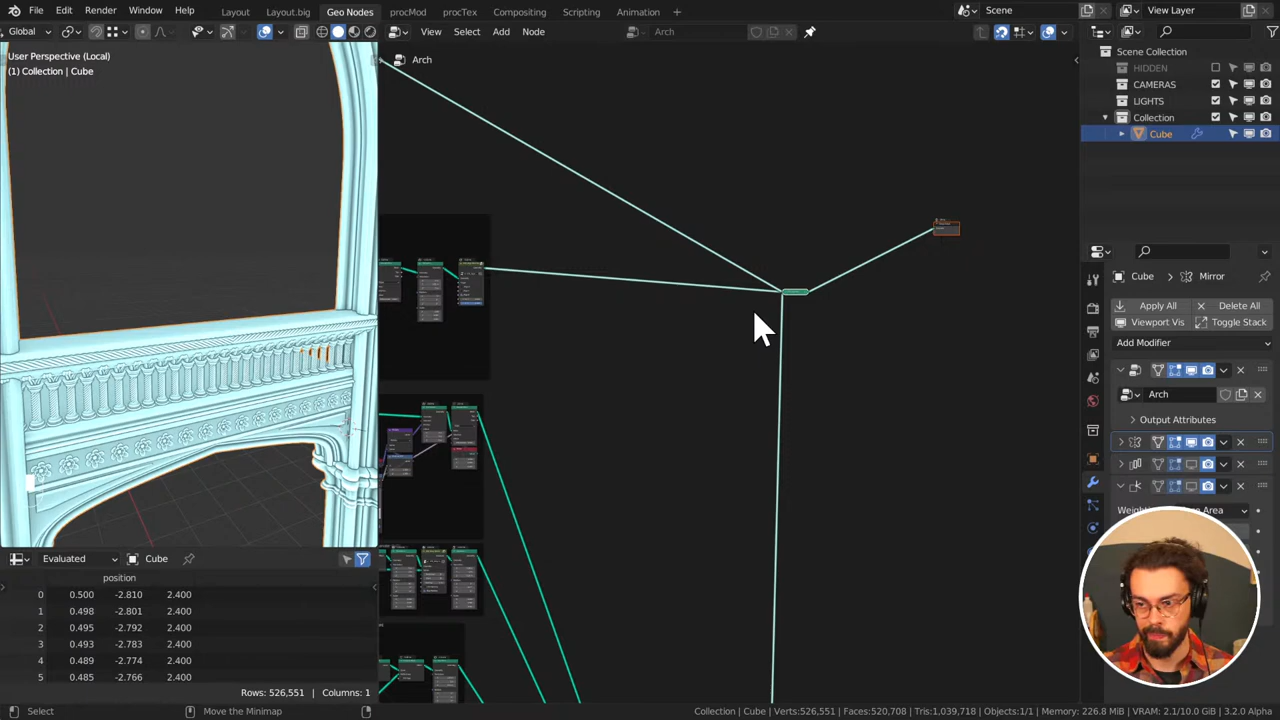 File Edit Render Window Help Layout Layout.big Geo Nodes procMod procTex Compositing Scripting Animation + Scene View Layer
Global View Select Add Node Arch
User Perspective (Local)
(1) Collection | Cube
Arch
Scene Collection
HIDDEN
CAMERAS
LIGHTS
Collection
Cube
Cube Mirror
Apply All Delete All
Viewport Vis Toggle Stack
Add Modifier
Arch
Output Attributes
Area
Evaluated Cube
position
0 0.500 -2.810 2.400
1 0.498 -2.801 2.400
2 0.495 -2.792 2.400
3 0.493 -2.783 2.400
4 0.489 -2.774 2.400
5 0.485 -2.766 2.400
Rows: 526,551 | Columns: 1
Select Move the Minimap Collection | Cube | Verts:526,551 | Faces:520,708 | Tris:1,039,718 | Objects:1/1 | Memory: 226.8 MiB | VRAM: 2.1/10.0 GiB | 3.2.0 Alpha